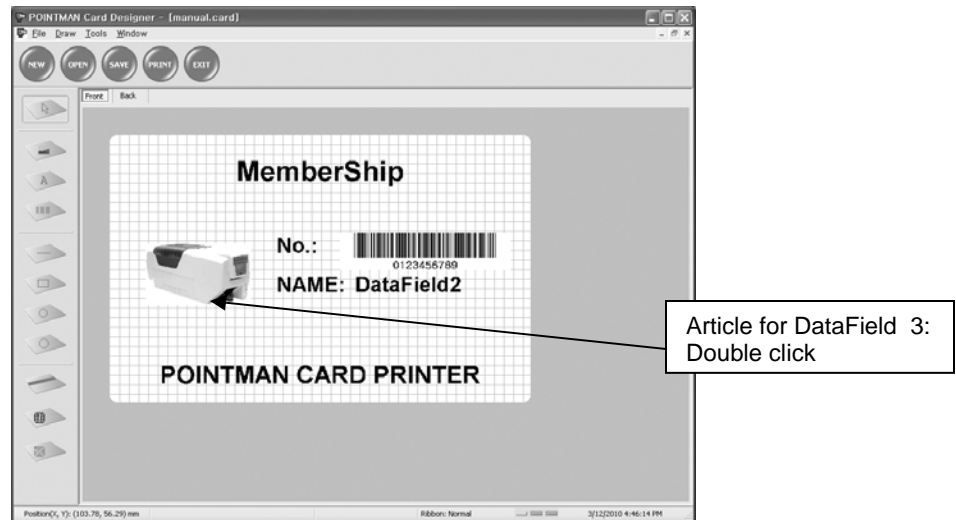 POINTMAN Card Designer - [manual.card]
File Draw Tools Window
NEW OPEN SAVE PRINT EXIT
Front Back
A
MemberShip
No.:
0123456789
NAME: DataField2
Article for DataField 3:
Double click
POINTMAN CARD PRINTER
Position(X, Y): (103.78, 56.29) mm Ribbon: Normal 3/12/2010 4:46:14 PM